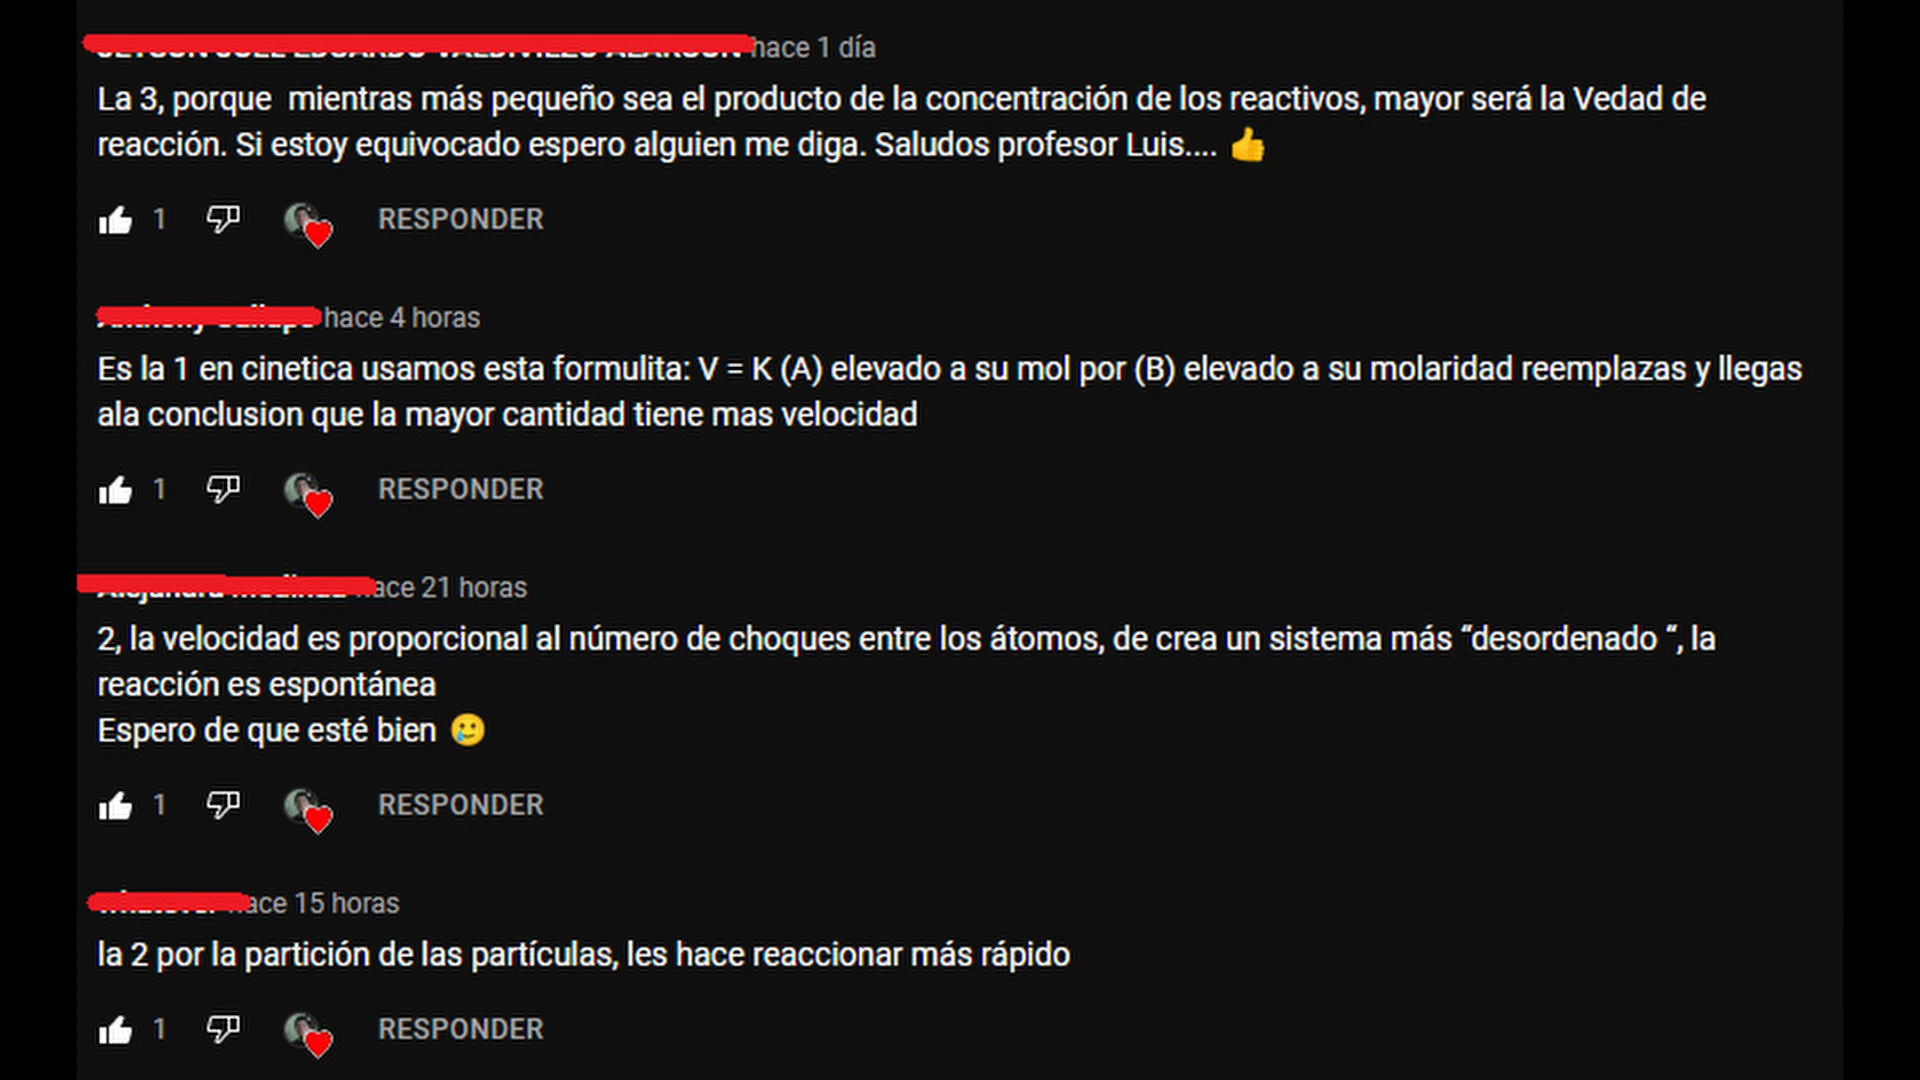 hace 1 día
La 3, porque  mientras más pequeño sea el producto de la concentración de los reactivos, mayor será la Vedad de
reacción. Si estoy equivocado espero alguien me diga. Saludos profesor Luis.... 👍
1 RESPONDER
hace 4 horas
Es la 1 en cinetica usamos esta formulita: V = K (A) elevado a su mol por (B) elevado a su molaridad reemplazas y llegas
ala conclusion que la mayor cantidad tiene mas velocidad
1 RESPONDER
ace 21 horas
2, la velocidad es proporcional al número de choques entre los átomos, de crea un sistema más “desordenado “, la
reacción es espontánea
Espero de que esté bien 🥲
1 RESPONDER
ace 15 horas
la 2 por la partición de las partículas, les hace reaccionar más rápido
1 RESPONDER